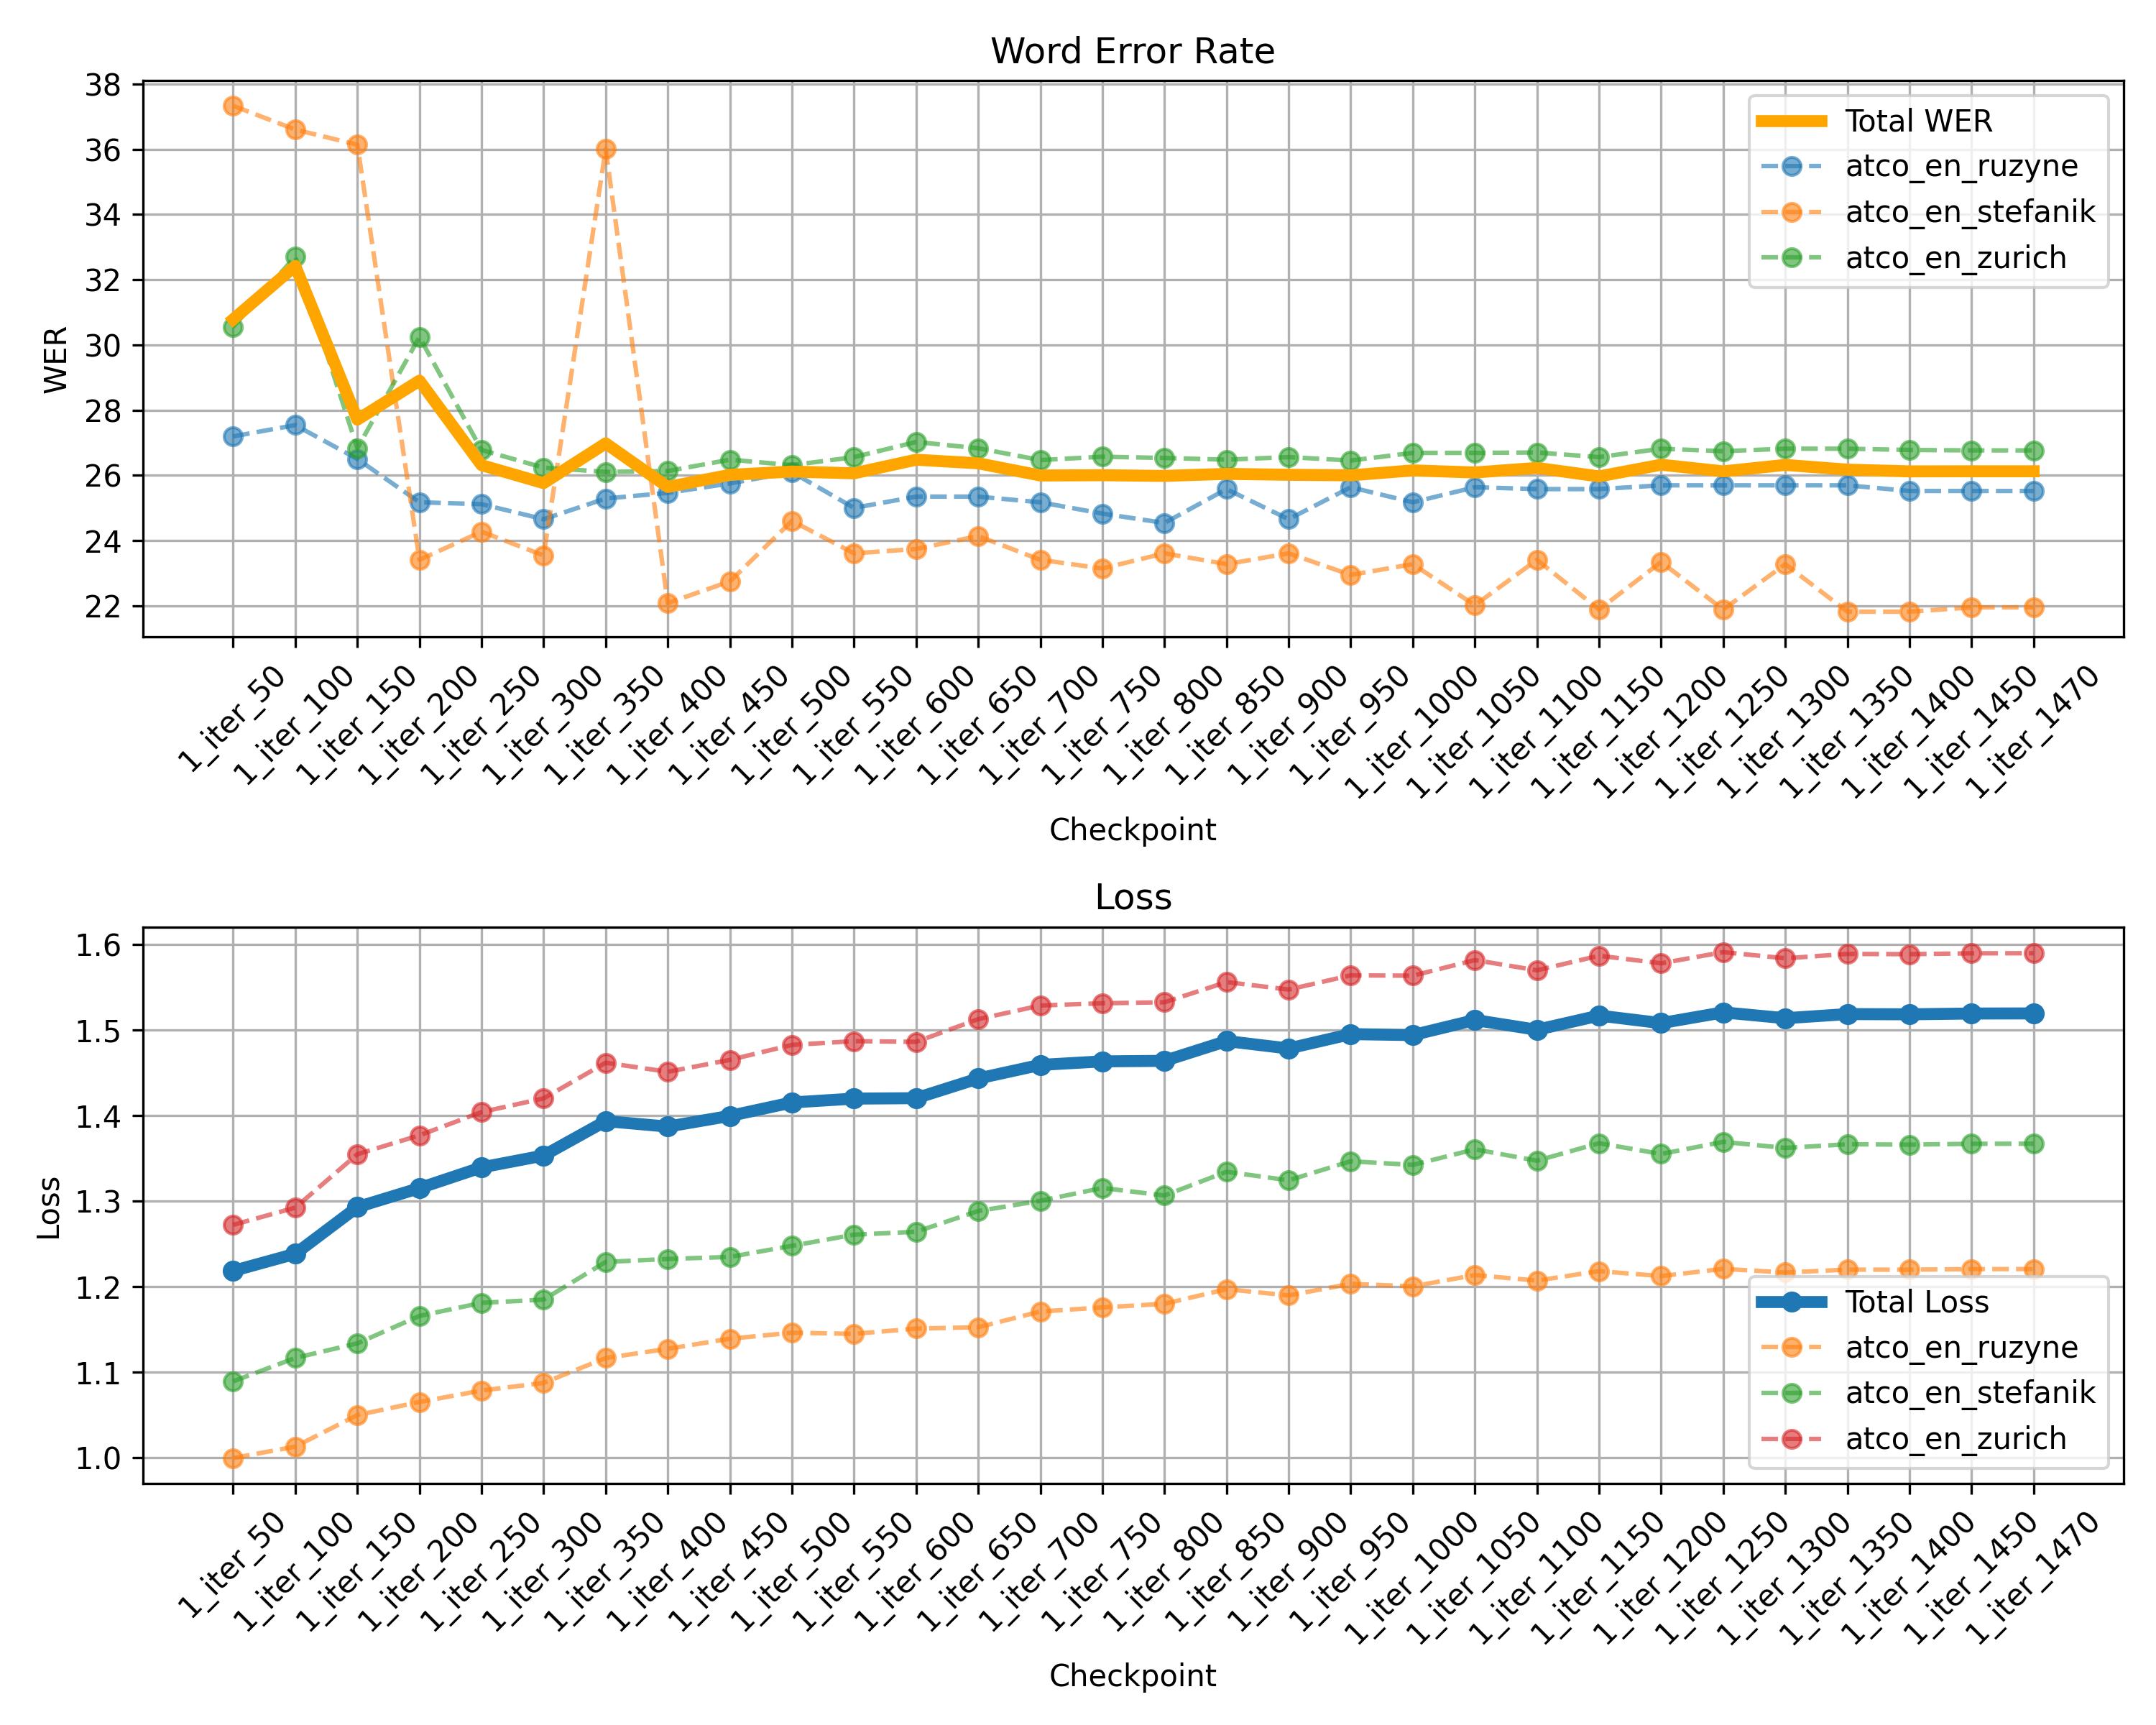 Word Error Rate
38
36
34
32
30
28
26
24
22
WER
Total WER
atco_en_ruzyne
atco_en_stefanik
atco_en_zurich
1_iter_50
1_iter_100
1_iter_150
1_iter_200
1_iter_250
1_iter_300
1_iter_350
1_iter_400
1_iter_450
1_iter_500
1_iter_550
1_iter_600
1_iter_650
1_iter_700
1_iter_750
1_iter_800
1_iter_850
1_iter_900
1_iter_950
1_iter_1000
1_iter_1050
1_iter_1100
1_iter_1150
1_iter_1200
1_iter_1250
1_iter_1300
1_iter_1350
1_iter_1400
1_iter_1450
1_iter_1470
Checkpoint
Loss
1.6
1.5
1.4
1.3
1.2
1.1
1.0
Loss
Total Loss
atco_en_ruzyne
atco_en_stefanik
atco_en_zurich
1_iter_50
1_iter_100
1_iter_150
1_iter_200
1_iter_250
1_iter_300
1_iter_350
1_iter_400
1_iter_450
1_iter_500
1_iter_550
1_iter_600
1_iter_650
1_iter_700
1_iter_750
1_iter_800
1_iter_850
1_iter_900
1_iter_950
1_iter_1000
1_iter_1050
1_iter_1100
1_iter_1150
1_iter_1200
1_iter_1250
1_iter_1300
1_iter_1350
1_iter_1400
1_iter_1450
1_iter_1470
Checkpoint